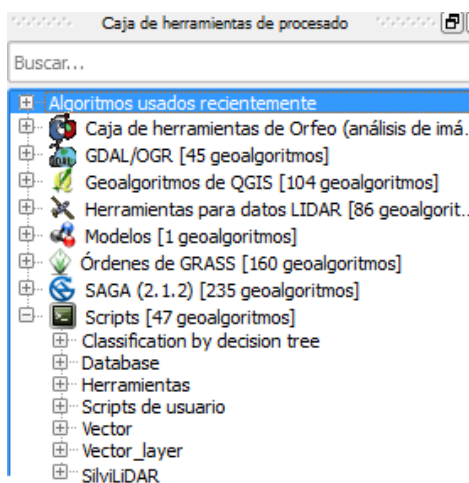 Caja de herramientas de procesado
Buscar...
Algoritmos usados recientemente
Caja de herramientas de Orfeo (análisis de imá...
GDAL/OGR [45 geoalgoritmos]
Geoalgoritmos de QGIS [104 geoalgoritmos]
Herramientas para datos LIDAR [86 geoalgorit...
Modelos [1 geoalgoritmos]
Órdenes de GRASS [160 geoalgoritmos]
SAGA (2.1.2) [235 geoalgoritmos]
Scripts [47 geoalgoritmos]
Classification by decision tree
Database
Herramientas
Scripts de usuario
Vector
Vector_layer
SilviLiDAR